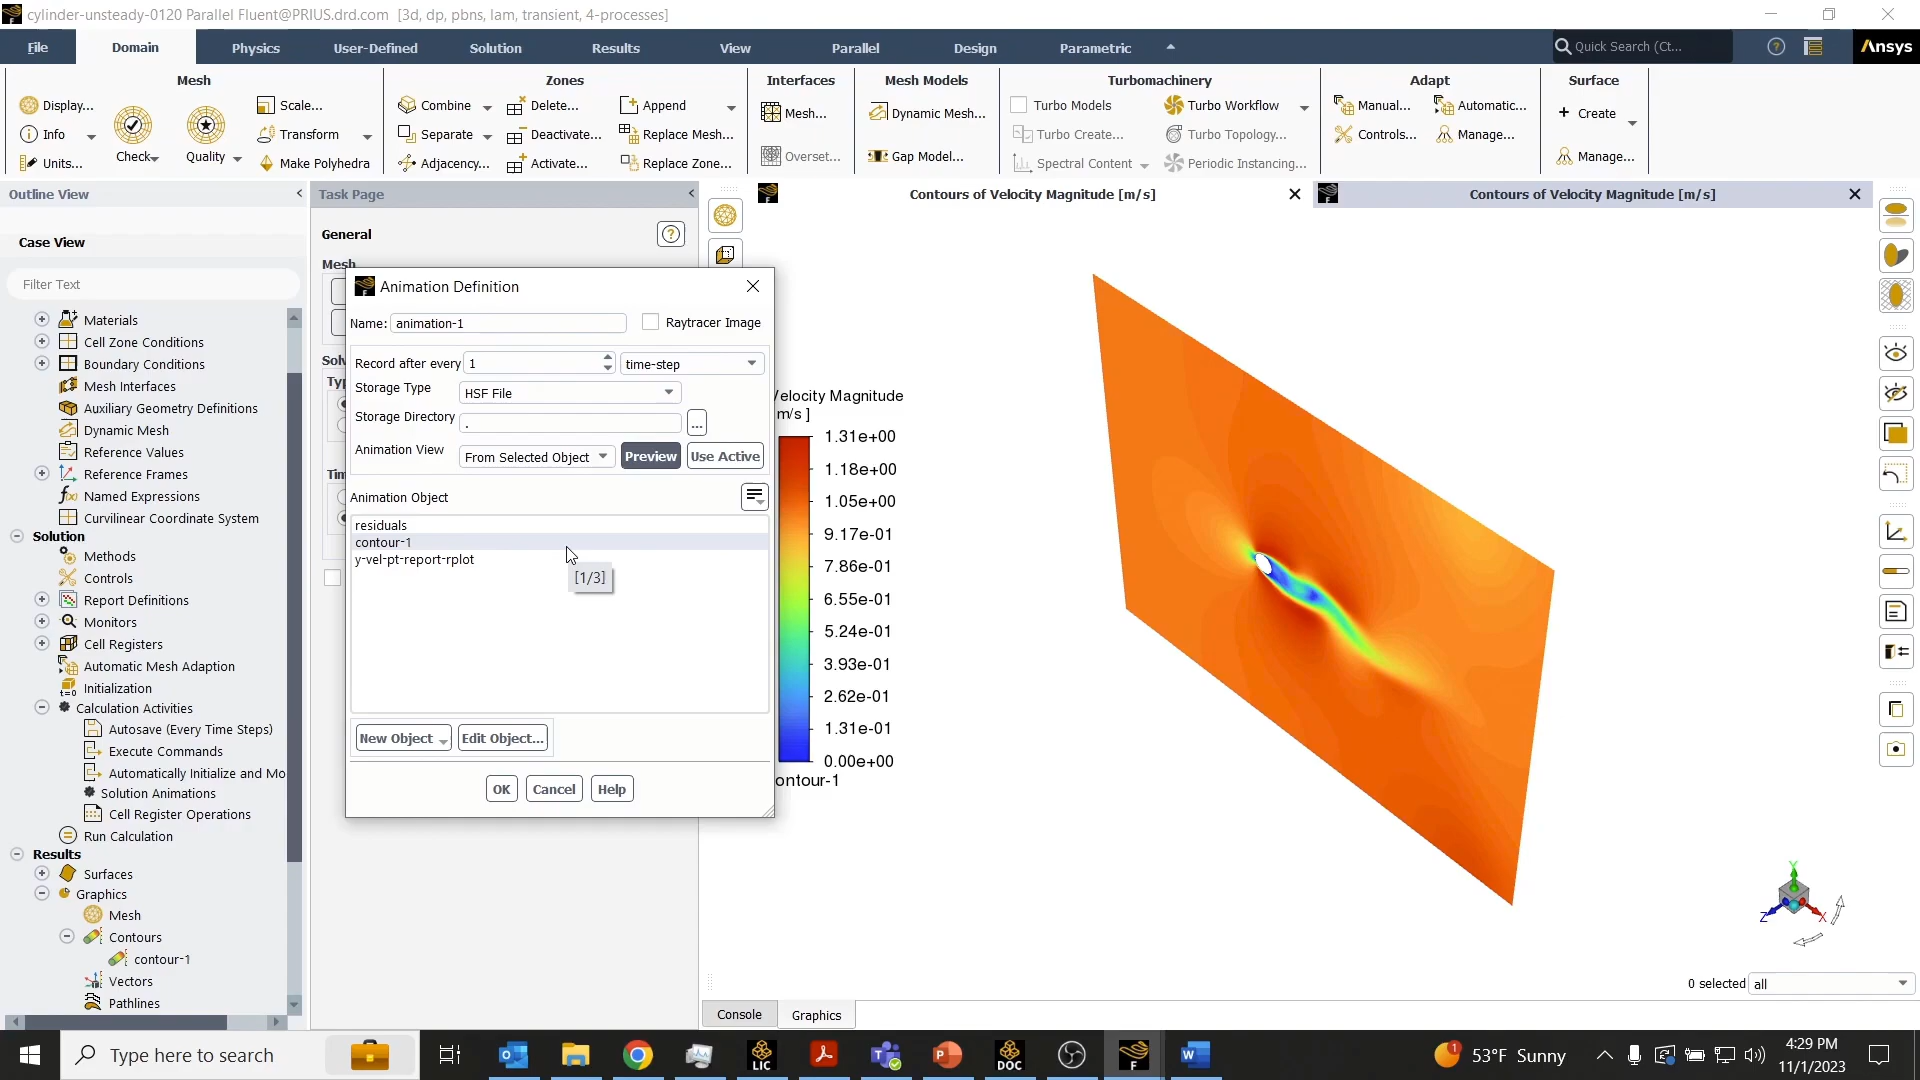 cylinder-unsteady-0120 Parallel Fluent@PRIUS.drd.com [3d, dp, pbns, lam, transient, 4-processes]
File Domain Physics User-Defined Solution Results View Parallel Design Parametric Quick Search (Ct... Ansys
Mesh
Display...
Info
Units...
Check
Quality
Scale...
Transform
Make Polyhedra
Zones
Combine
Separate
Adjacency...
Delete...
Deactivate...
Activate...
Append
Replace Mesh...
Replace Zone...
Interfaces
Mesh...
Overset...
Mesh Models
Dynamic Mesh...
Gap Model...
Turbomachinery
Turbo Models
Turbo Create...
Spectral Content
Turbo Workflow
Turbo Topology...
Periodic Instancing...
Adapt
Manual...
Controls...
Automatic...
Manage...
Surface
Create
Manage...
Outline View
Case View
Filter Text
Materials
Cell Zone Conditions
Boundary Conditions
Mesh Interfaces
Auxiliary Geometry Definitions
Dynamic Mesh
Reference Values
Reference Frames
Named Expressions
Curvilinear Coordinate System
Solution
Methods
Controls
Report Definitions
Monitors
Cell Registers
Automatic Mesh Adaption
Initialization
Calculation Activities
Autosave (Every Time Steps)
Execute Commands
Automatically Initialize and Mo
Solution Animations
Cell Register Operations
Run Calculation
Results
Surfaces
Graphics
Mesh
Contours
contour-1
Vectors
Pathlines
Task Page
General
Mesh
Solv
Typ
Tim
Animation Definition
Name: animation-1 Raytracer Image
Record after every 1 time-step
Storage Type HSF File
Storage Directory . ...
Animation View From Selected Object Preview Use Active
Animation Object
residuals
contour-1
y-vel-pt-report-rplot
[1/3]
New Object Edit Object...
OK Cancel Help
Contours of Velocity Magnitude [m/s]
Contours of Velocity Magnitude [m/s]
Velocity Magnitude
m/s ]
1.31e+00
1.18e+00
1.05e+00
9.17e-01
7.86e-01
6.55e-01
5.24e-01
3.93e-01
2.62e-01
1.31e-01
0.00e+00
ontour-1
Y
Z
X
0 selected all
Console Graphics
Type here to search
LIC
DOC
F
1
53°F Sunny
4:29 PM
11/1/2023